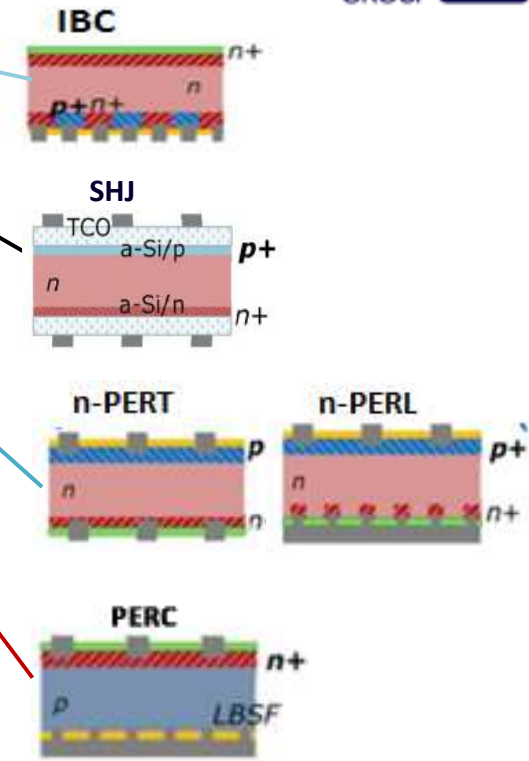 IBC
n+
n
p+n+
SHJ
TCO
a-Si/p
p+
n
a-Si/n
n+
n-PERT
n-PERL
p
p+
n
n
n
n+
PERC
n+
p
LBSF